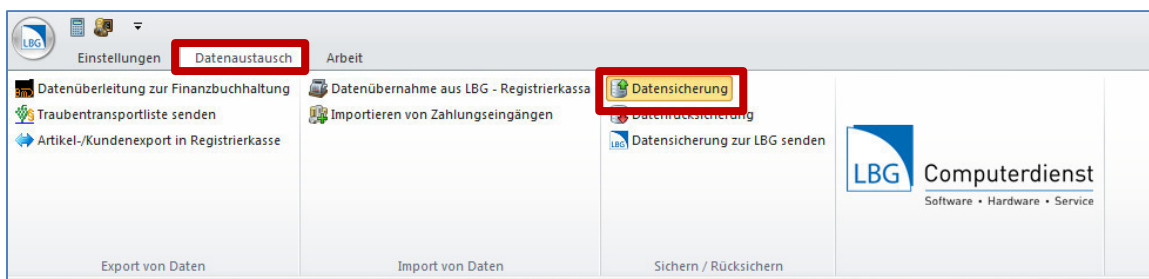 LBG
Einstellungen Datenaustausch Arbeit
Datenüberleitung zur Finanzbuchhaltung
Traubentransportliste senden
Artikel-/Kundenexport in Registrierkasse
Export von Daten
Datenübernahme aus LBG - Registrierkassa
Importieren von Zahlungseingängen
Import von Daten
Datensicherung
Datenrücksicherung
LBG Datensicherung zur LBG senden
Sichern / Rücksichern
LBG Computerdienst
Software • Hardware • Service